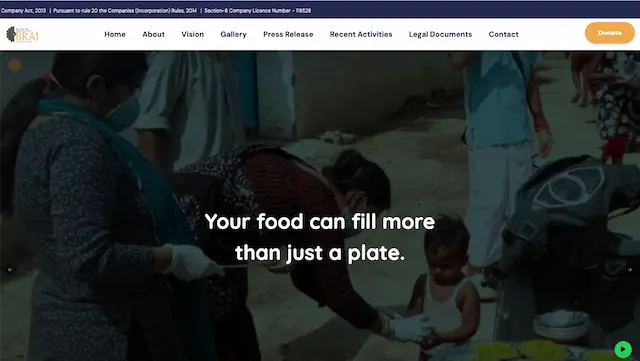 Company Act, 2013 | Pursuant to rule 20 the Companies (Incorporation) Rules, 2014 | Section-8 Company Licence Number - 119528
SOUL
BRAJ
Home
About
Vision
Gallery
Press Release
Recent Activities
Legal Documents
Contact
Donate
Your food can fill more
than just a plate.